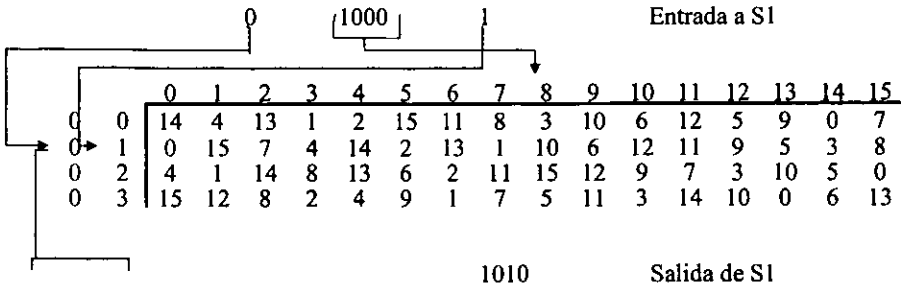 0 1000 1 Entrada a S1
0 1 2 3 4 5 6 7 8 9 10 11 12 13 14 15
0 0 14 4 13 1 2 15 11 8 3 10 6 12 5 9 0 7
0 1 0 15 7 4 14 2 13 1 10 6 12 11 9 5 3 8
0 2 4 1 14 8 13 6 2 11 15 12 9 7 3 10 5 0
0 3 15 12 8 2 4 9 1 7 5 11 3 14 10 0 6 13
1010 Salida de S1